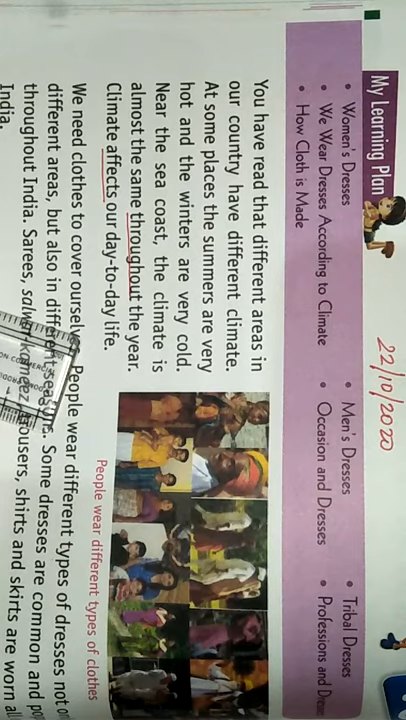 22/10/2020
My Learning Plan
• Women's Dresses • Men's Dresses • Tribal Dresses
• We Wear Dresses According to Climate • Occasion and Dresses • Professions and
• How Cloth is Made
You have read that different areas in
our country have different climate.
At some places the summers are very
hot and the winters are very cold.
Near the sea coast, the climate is
almost the same throughout the year.
Climate affects our day-to-day life.
People wear different types of clothes
We need clothes to cover ourselves. People wear different types of dresses not
different areas, but also in different seasons. Some dresses are common and
throughout India. Sarees, salwar-kameez, trousers, shirts and skirts are worn
India.